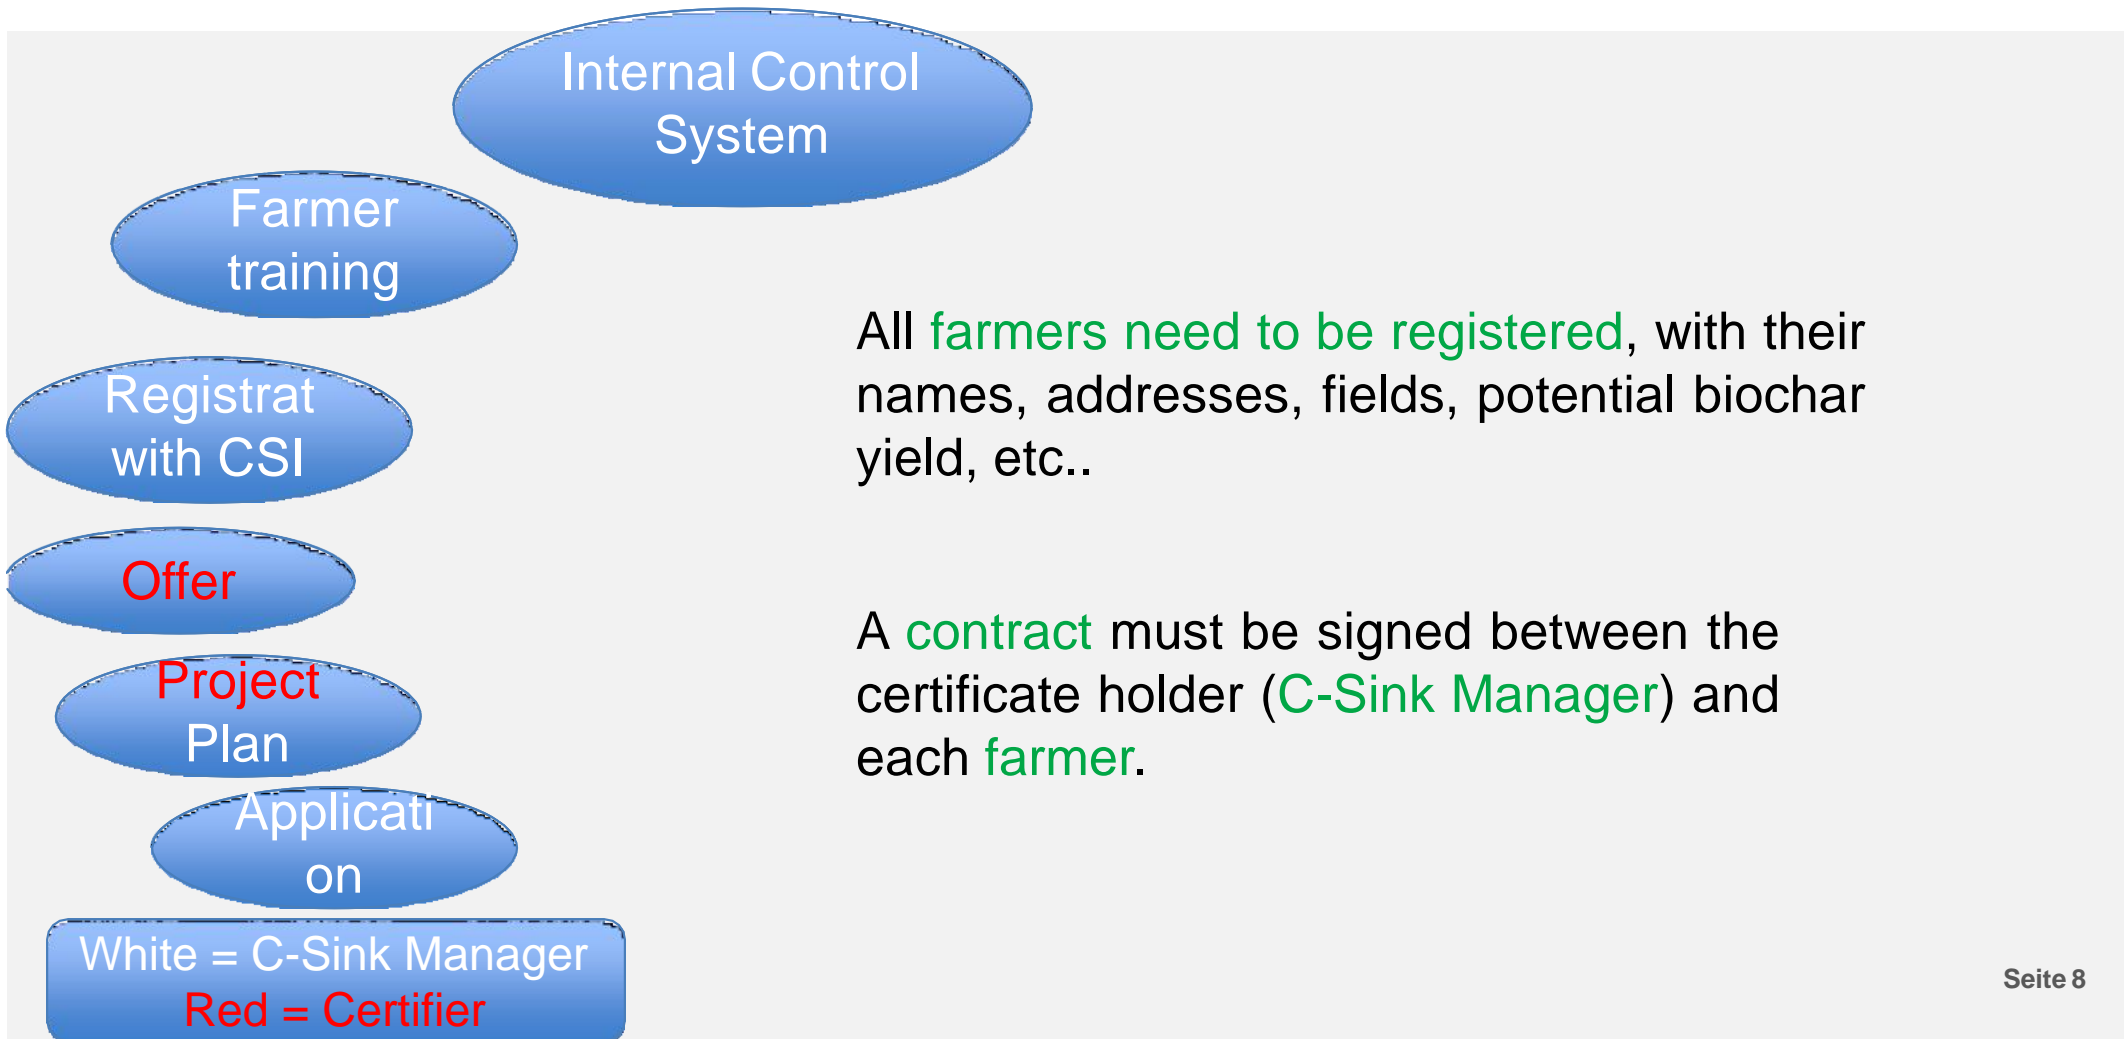 Internal Control
System
Farmer
training
Registrat
with CSI
Offer
Project
Plan
Applicati
on
White = C-Sink Manager
Red = Certifier
All farmers need to be registered, with their
names, addresses, fields, potential biochar
yield, etc..
A contract must be signed between the
certificate holder (C-Sink Manager) and
each farmer.
Seite 8